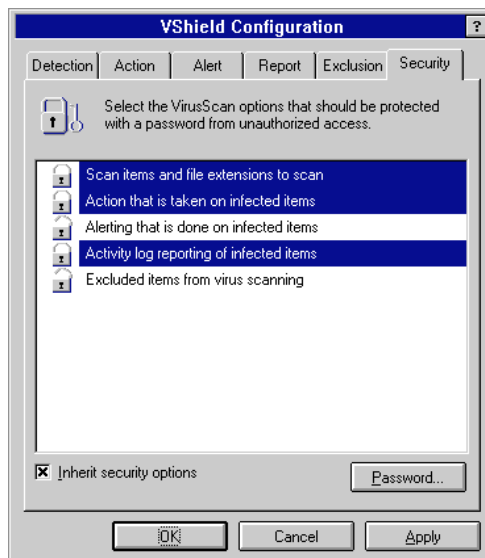 VShield Configuration
?
Detection Action Alert Report Exclusion Security
Select the VirusScan options that should be protected
with a password from unauthorized access.
Scan items and file extensions to scan
Action that is taken on infected items
Alerting that is done on infected items
Activity log reporting of infected items
Excluded items from virus scanning
Inherit security options
Password...
OK Cancel Apply